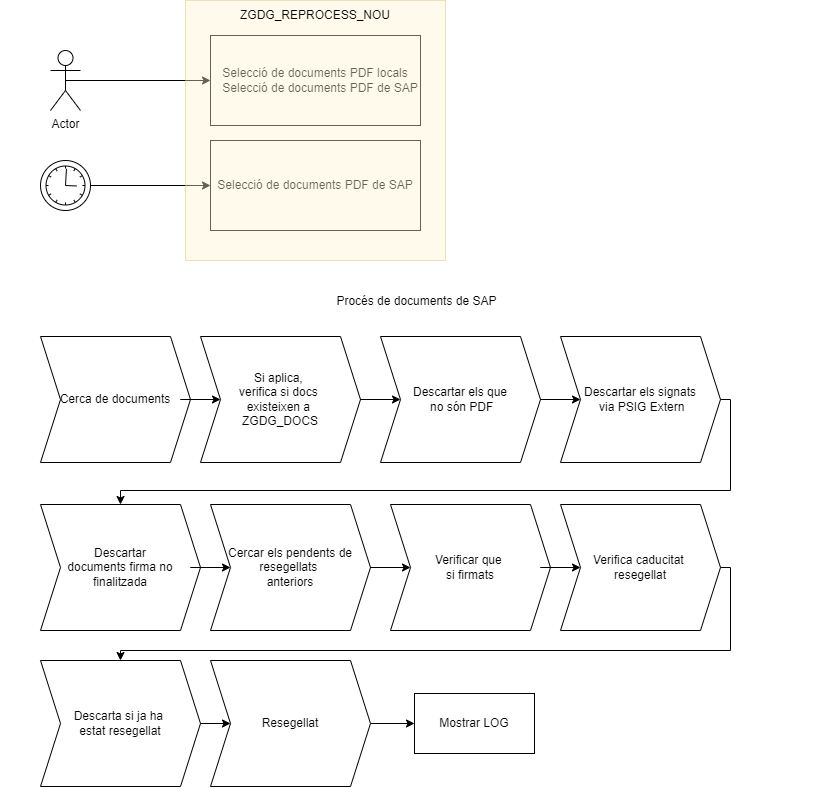 ZGDG_REPROCESS_NOU
Selecció de documents PDF locals
Selecció de documents PDF de SAP
Actor
Selecció de documents PDF de SAP
Procés de documents de SAP
Cerca de documents
Si aplica,
verifica si docs
existeixen a
ZGDG_DOCS
Descartar els que
no són PDF
Descartar els signats
via PSIG Extern
Descartar
documents firma no
finalitzada
Cercar els pendents de
resegellats
anteriors
Verificar que
si firmats
Verifica caducitat
resegellat
Descarta si ja ha
estat resegellat
Resegellat
Mostrar LOG